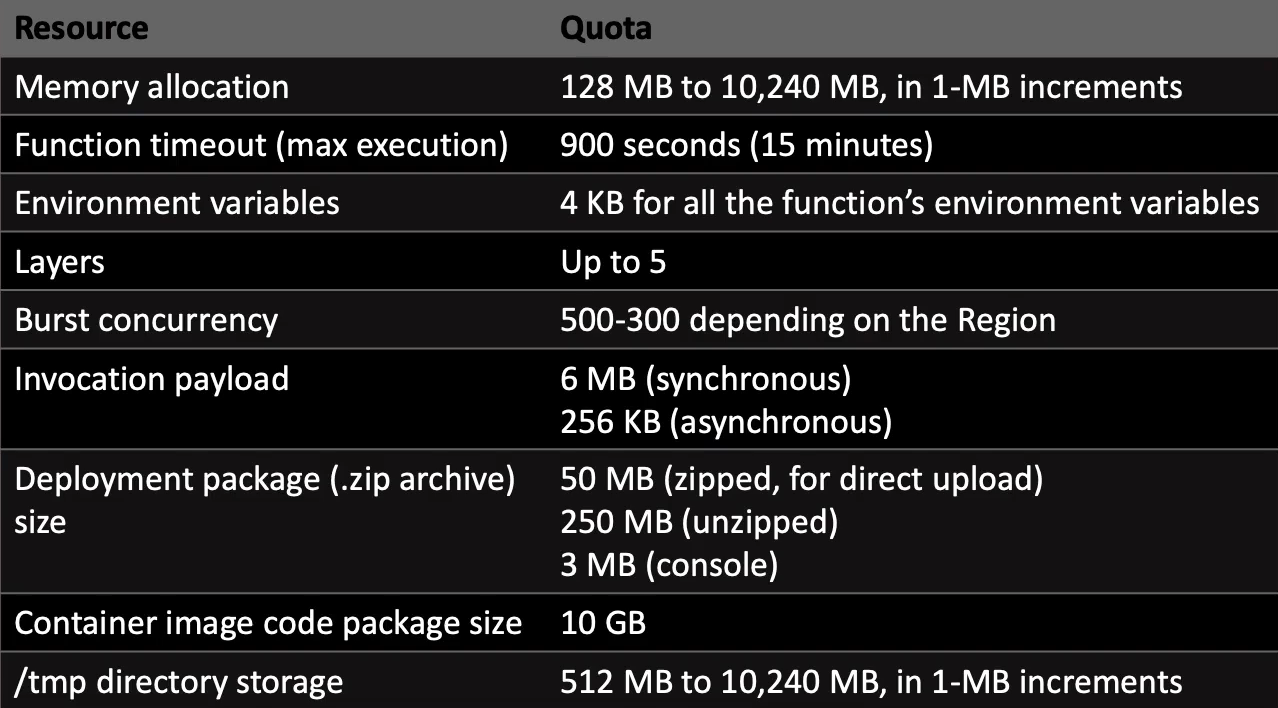 Resource Quota
Memory allocation 128 MB to 10,240 MB, in 1-MB increments
Function timeout (max execution) 900 seconds (15 minutes)
Environment variables 4 KB for all the function’s environment variables
Layers Up to 5
Burst concurrency 500-300 depending on the Region
Invocation payload 6 MB (synchronous)
256 KB (asynchronous)
Deployment package (.zip archive) 50 MB (zipped, for direct upload)
size 250 MB (unzipped)
3 MB (console)
Container image code package size 10 GB
/tmp directory storage 512 MB to 10,240 MB, in 1-MB increments